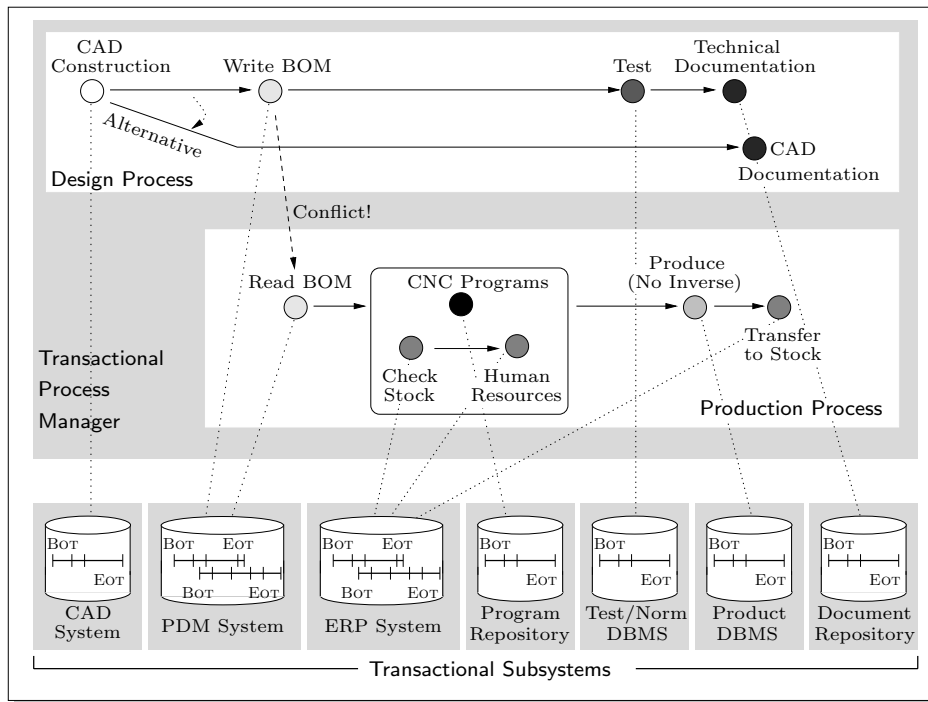 CAD
Construction
Write BOM
Test
Technical
Documentation
Alternative
CAD
Documentation
Design Process
Conflict!
Read BOM
CNC Programs
Produce
(No Inverse)
Check
Stock
Human
Resources
Transfer
to Stock
Transactional
Process
Manager
Production Process
BOT
EOT
BOT
EOT
BOT
EOT
BOT
EOT
BOT
EOT
BOT
EOT
BOT
EOT
BOT
EOT
BOT
EOT
CAD
System
PDM System
ERP System
Program
Repository
Test/Norm
DBMS
Product
DBMS
Document
Repository
Transactional Subsystems